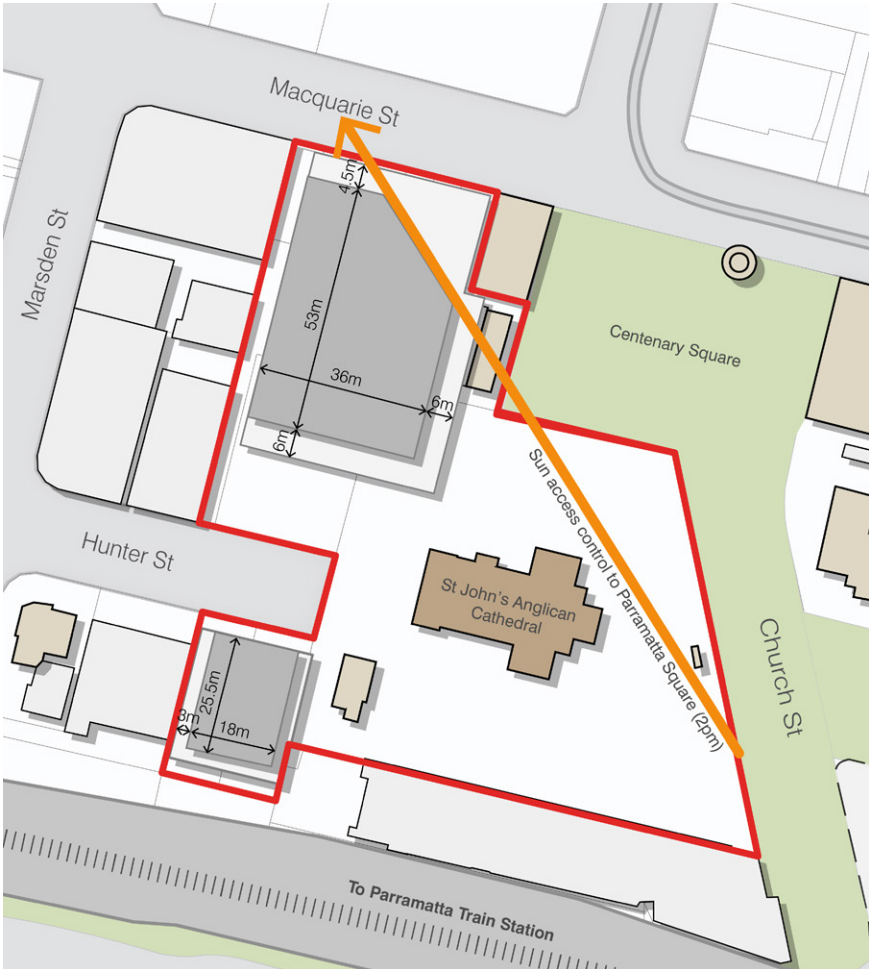 Macquarie St
4.5m
Marsden St
53m
Centenary Square
36m
6m
6m
Sun access control to Parramatta Square (2pm)
Hunter St
St John's Anglican
Cathedral
Church St
25.5m
3m
18m
To Parramatta Train Station